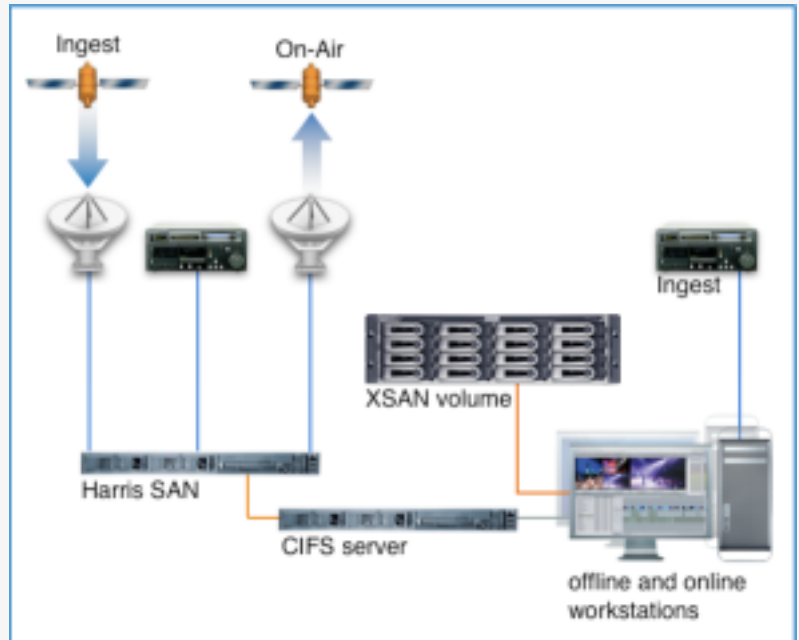 Ingest
On-Air
Ingest
XSAN volume
Harris SAN
CIFS server
offline and online
workstations